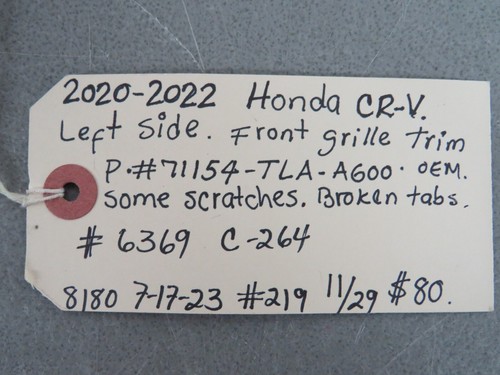 2020-2022 Honda CR-V.
Left side. Front grille trim
P.#71154-TLA-A600. OEM.
some scratches. Broken tabs.
# 6369 C-264
8180 7-17-23 #219 11/29 $80.